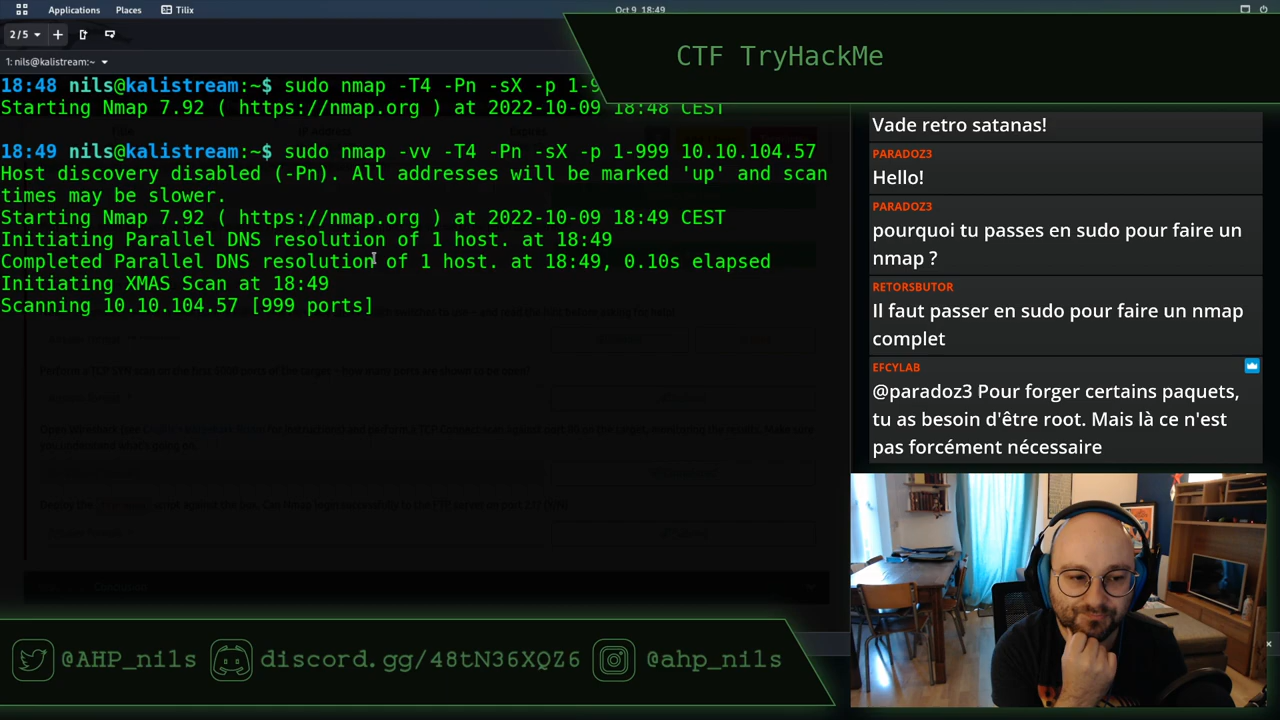 Applications Places Tilix
Oct 9 18:49
2/5
1: nils@kalistream:~
CTF TryHackMe
18:48 nils@kalistream:~$ sudo nmap -T4 -Pn -sX -p 1-9
Starting Nmap 7.92 ( https://nmap.org ) at 2022-10-09 18:48 CEST
18:49 nils@kalistream:~$ sudo nmap -vv -T4 -Pn -sX -p 1-999 10.10.104.57
Host discovery disabled (-Pn). All addresses will be marked 'up' and scan
times may be slower.
Starting Nmap 7.92 ( https://nmap.org ) at 2022-10-09 18:49 CEST
Initiating Parallel DNS resolution of 1 host. at 18:49
Completed Parallel DNS resolution of 1 host. at 18:49, 0.10s elapsed
Initiating XMAS Scan at 18:49
Scanning 10.10.104.57 [999 ports]
Vade retro satanas!
PARADOZ3
Hello!
PARADOZ3
pourquoi tu passes en sudo pour faire un
nmap ?
RETORSBUTOR
Il faut passer en sudo pour faire un nmap
complet
EFCYLAB
@paradoz3 Pour forger certains paquets,
tu as besoin d'être root. Mais là ce n'est
pas forcément nécessaire
@AHP_nils discord.gg/48tN36XQZ6 @ahp_nils